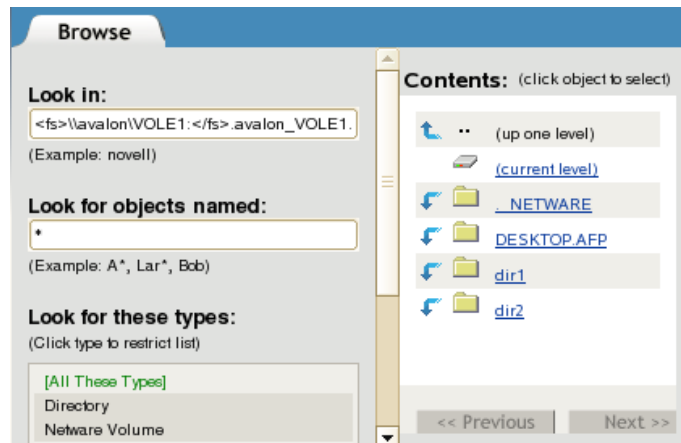 Browse
Look in:
<fs>\\avalon\VOLE1:</fs>.avalon_VOLE1.
(Example: novell)
Look for objects named:
*
(Example: A*, Lar*, Bob)
Look for these types:
(Click type to restrict list)
[All These Types]
Directory
Netware Volume
Contents: (click object to select)
.. (up one level)
(current level)
._NETWARE
DESKTOP.AFP
dir1
dir2
<< Previous
Next >>